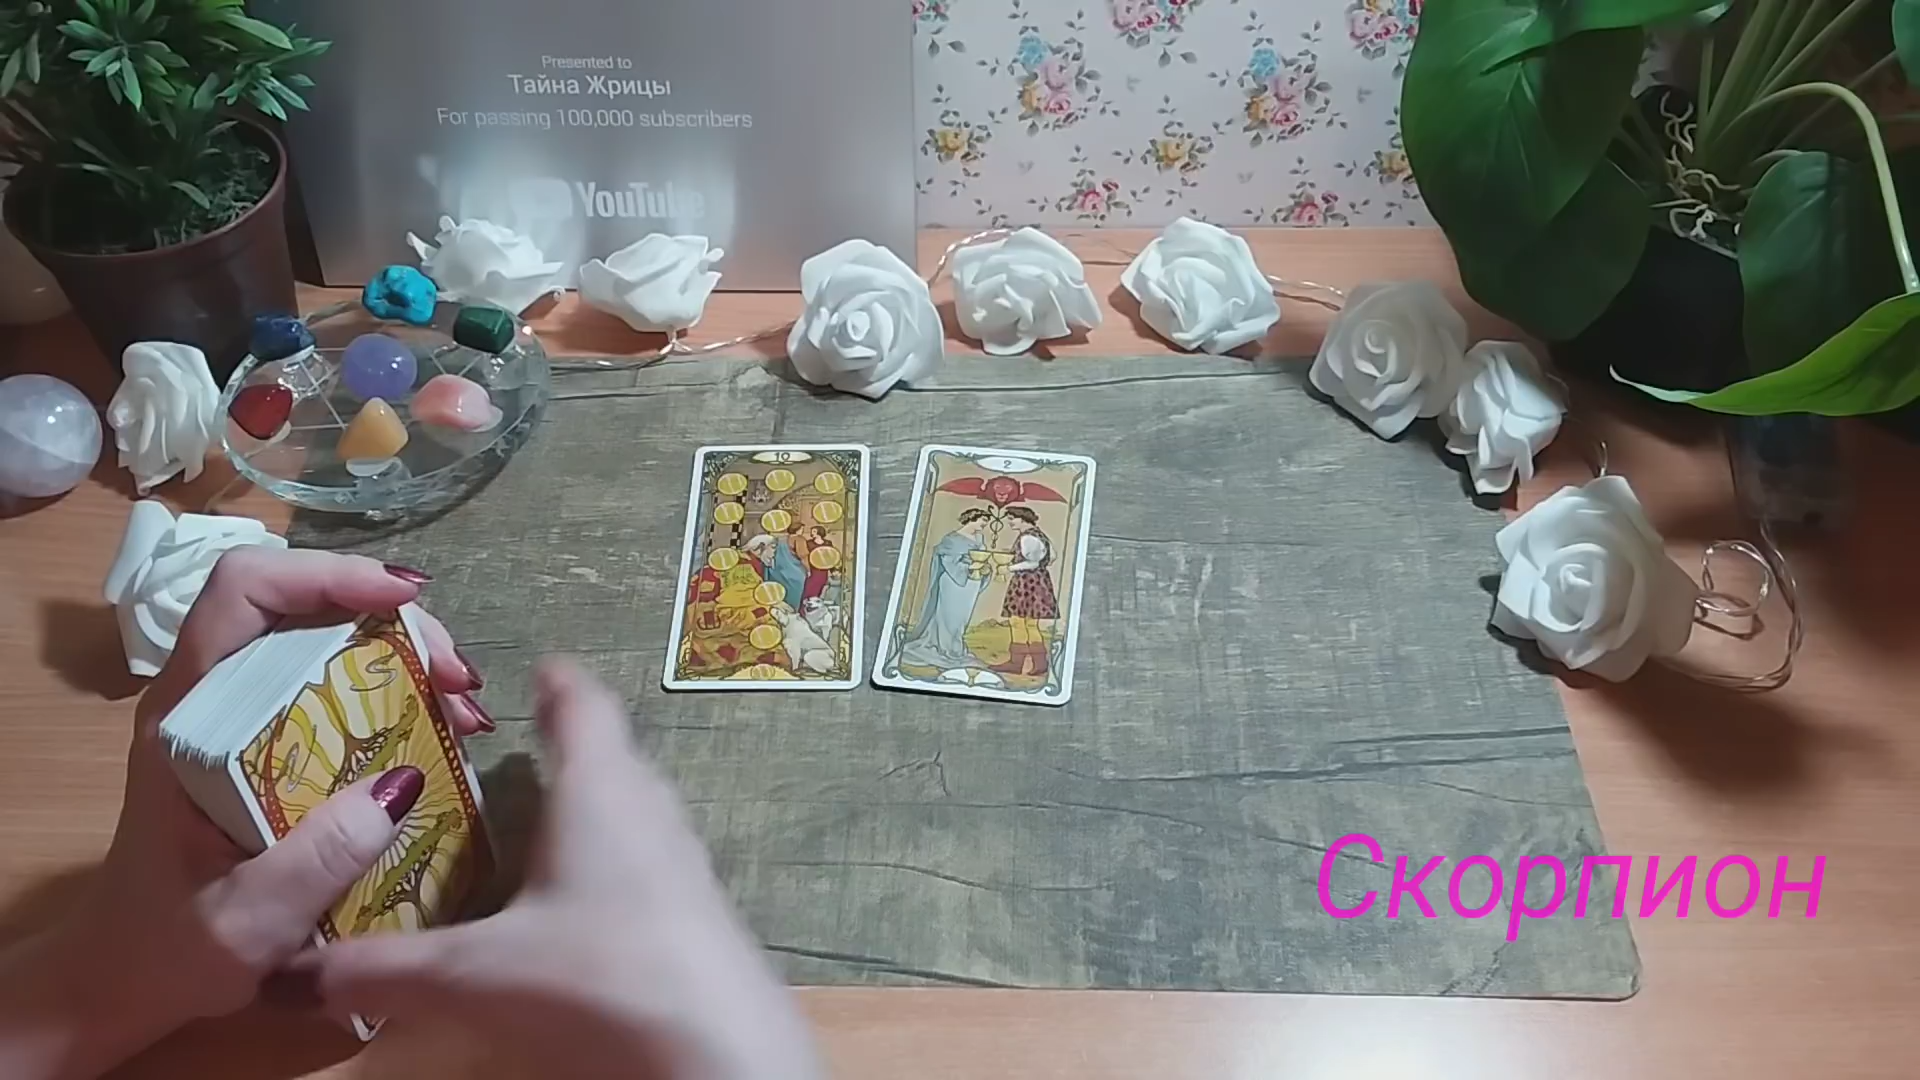 Presented to
Тайна Жрицы
For passing 100,000 subscribers
YouTube
10
2
Скорпион